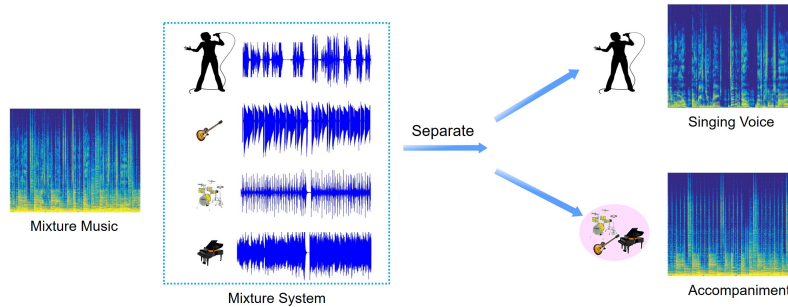 Mixture Music
Mixture System
Separate
Singing Voice
Accompaniment